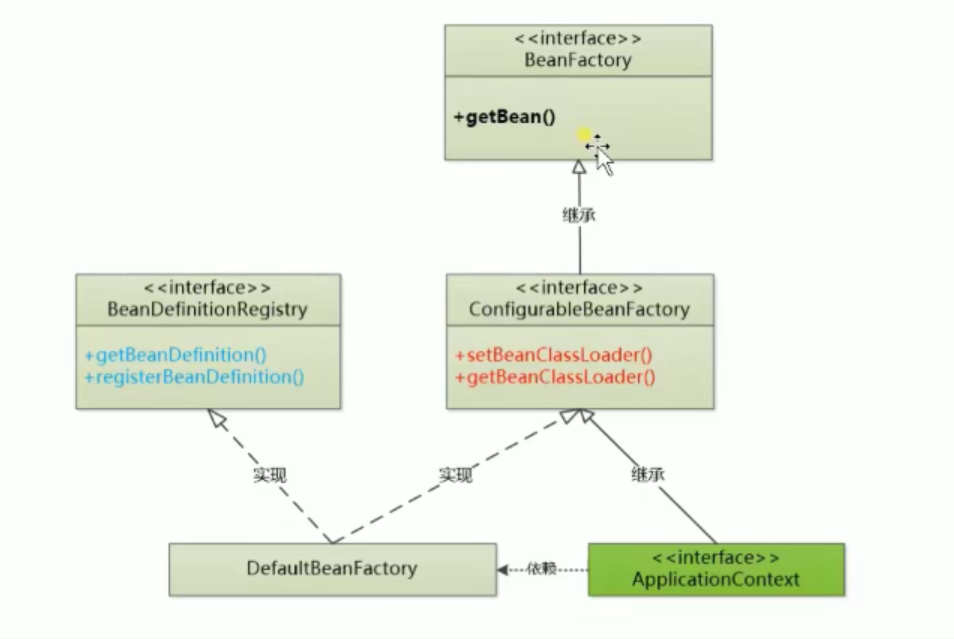 <<interface>>
BeanFactory
+getBean()
继承
<<interface>>
BeanDefinitionRegistry
+getBeanDefinition()
+registerBeanDefinition()
<<interface>>
ConfigurableBeanFactory
+setBeanClassLoader()
+getBeanClassLoader()
实现
实现
继承
DefaultBeanFactory
依赖
<<interface>>
ApplicationContext